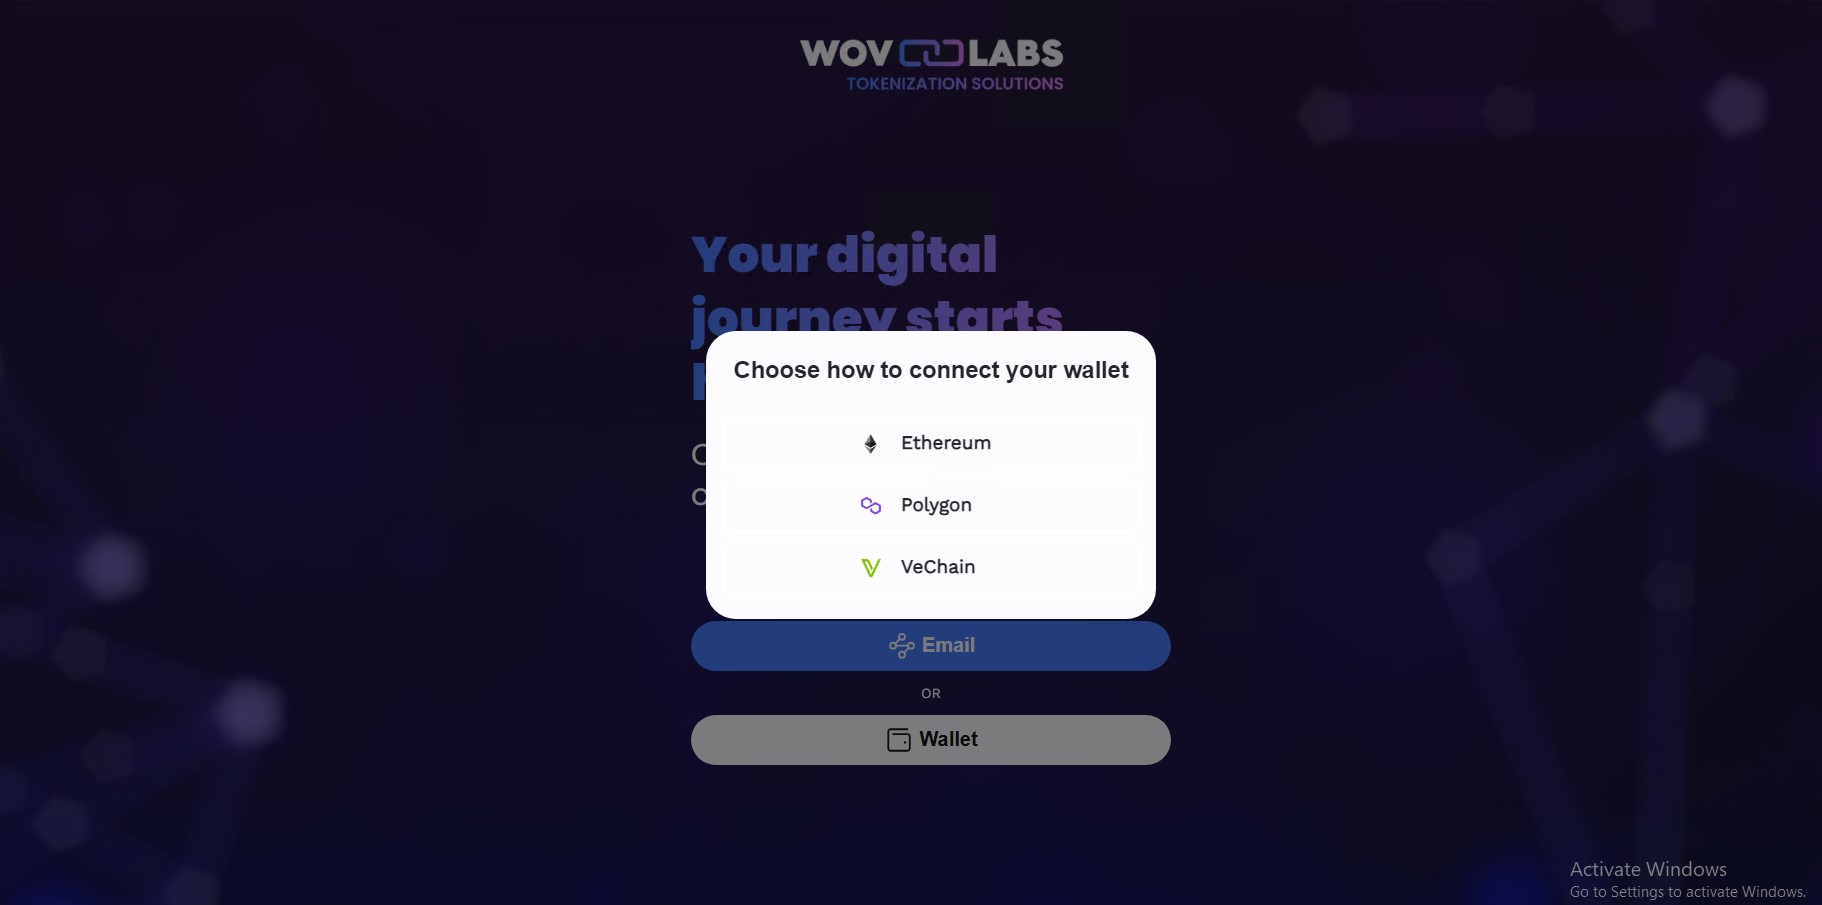 WOV LABS
TOKENIZATION SOLUTIONS
Your digital
journey starts
Choose how to connect your wallet
Ethereum
Polygon
VeChain
Email
OR
Wallet
Activate Windows
Go to Settings to activate Windows.